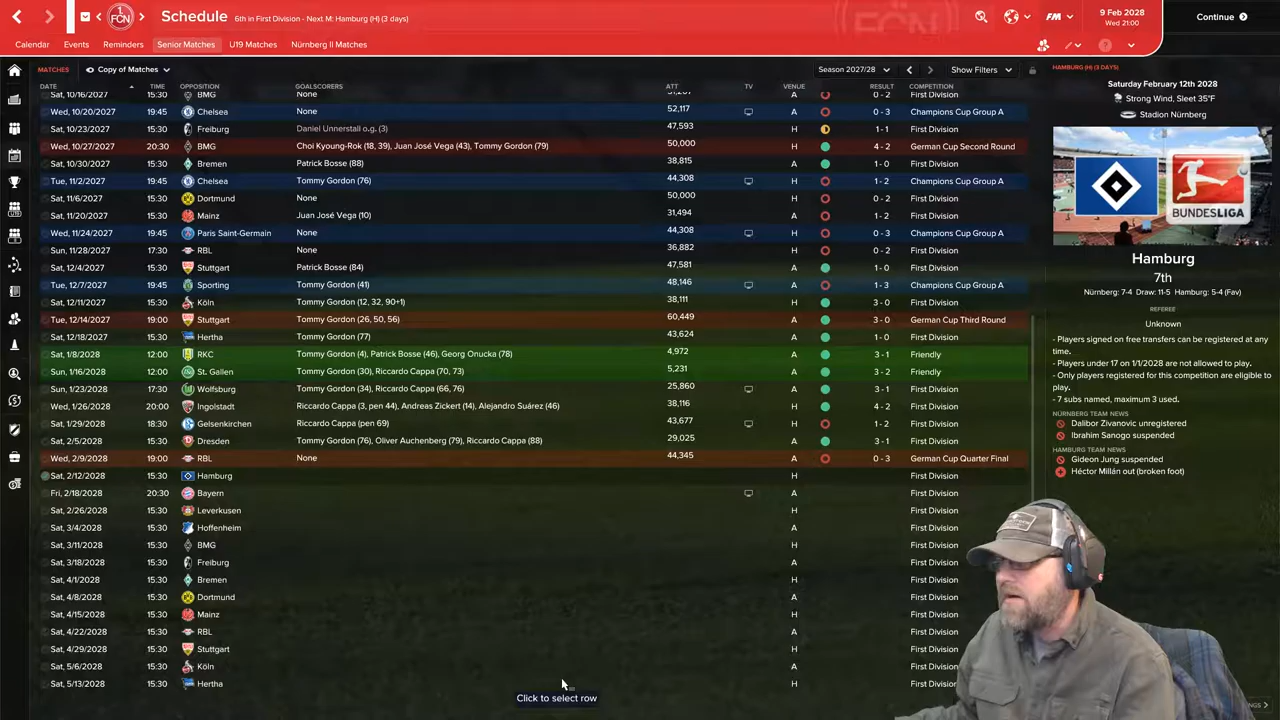 1.FCN
Schedule 6th in First Division - Next M: Hamburg (H) (3 days)
FM
9 Feb 2028
Wed 21:00
Continue
Calendar Events Reminders Senior Matches U19 Matches Nürnberg II Matches
MATCHES Copy of Matches Season 2027/28 Show Filters
DATE TIME OPPOSITION GOALSCORERS ATT TV VENUE RESULT COMPETITION
Sat, 10/16/2027 15:30 BMG None A 0 - 2 First Division
Wed, 10/20/2027 19:45 Chelsea None 52,117 A 0 - 3 Champions Cup Group A
Sat, 10/23/2027 15:30 Freiburg Daniel Unnerstall o.g. (3) 47,593 H 1 - 1 First Division
Wed, 10/27/2027 20:30 BMG Choi Kyoung-Rok (18, 39), Juan José Vega (43), Tommy Gordon (79) 50,000 H 4 - 2 German Cup Second Round
Sat, 10/30/2027 15:30 Bremen Patrick Bosse (88) 38,815 A 1 - 0 First Division
Tue, 11/2/2027 19:45 Chelsea Tommy Gordon (76) 44,308 H 1 - 2 Champions Cup Group A
Sat, 11/6/2027 15:30 Dortmund None 50,000 H 0 - 2 First Division
Sat, 11/20/2027 15:30 Mainz Juan José Vega (10) 31,494 A 1 - 2 First Division
Wed, 11/24/2027 19:45 Paris Saint-Germain None 44,308 H 0 - 3 Champions Cup Group A
Sun, 11/28/2027 17:30 RBL None 36,882 H 0 - 2 First Division
Sat, 12/4/2027 15:30 Stuttgart Patrick Bosse (84) 47,581 A 1 - 0 First Division
Tue, 12/7/2027 19:45 Sporting Tommy Gordon (41) 48,146 A 1 - 3 Champions Cup Group A
Sat, 12/11/2027 15:30 Köln Tommy Gordon (12, 32, 90+1) 38,111 H 3 - 0 First Division
Tue, 12/14/2027 19:00 Stuttgart Tommy Gordon (26, 50, 56) 60,449 A 3 - 0 German Cup Third Round
Sat, 12/18/2027 15:30 Hertha Tommy Gordon (77) 43,624 A 1 - 0 First Division
Sat, 1/8/2028 12:00 RKC Tommy Gordon (4), Patrick Bosse (46), Georg Onucka (78) 4,972 A 3 - 1 Friendly
Sun, 1/16/2028 12:00 St. Gallen Tommy Gordon (30), Riccardo Cappa (70, 73) 5,231 A 3 - 2 Friendly
Sun, 1/23/2028 17:30 Wolfsburg Tommy Gordon (34), Riccardo Cappa (66, 76) 25,860 A 3 - 1 First Division
Wed, 1/26/2028 20:00 Ingolstadt Riccardo Cappa (3, pen 44), Andreas Zickert (14), Alejandro Suárez (46) 38,116 H 4 - 2 First Division
Sat, 1/29/2028 18:30 Gelsenkirchen Riccardo Cappa (pen 69) 43,677 H 1 - 2 First Division
Sat, 2/5/2028 15:30 Dresden Tommy Gordon (76), Oliver Auchenberg (79), Riccardo Cappa (88) 29,025 A 3 - 1 First Division
Wed, 2/9/2028 19:00 RBL None 44,345 A 0 - 3 German Cup Quarter Final
Sat, 2/12/2028 15:30 Hamburg H First Division
Fri, 2/18/2028 20:30 Bayern A First Division
Sat, 2/26/2028 15:30 Leverkusen H First Division
Sat, 3/4/2028 15:30 Hoffenheim A First Division
Sat, 3/11/2028 15:30 BMG H First Division
Sat, 3/18/2028 15:30 Freiburg A First Division
Sat, 4/1/2028 15:30 Bremen H First Division
Sat, 4/8/2028 15:30 Dortmund A First Division
Sat, 4/15/2028 15:30 Mainz H First Division
Sat, 4/22/2028 15:30 RBL A First Division
Sat, 4/29/2028 15:30 Stuttgart H First Division
Sat, 5/6/2028 15:30 Köln A First Division
Sat, 5/13/2028 15:30 Hertha H First Division
Click to select row
HAMBURG (H) (3 DAYS)
Saturday February 12th 2028
Strong Wind, Sleet 35°F
Stadion Nürnberg
BUNDESLIGA
Hamburg
7th
Nürnberg: 7-4 Draw: 11-5 Hamburg: 5-4 (Fav)
REFEREE
Unknown
- Players signed on free transfers can be registered at any
time.
- Players under 17 on 1/1/2028 are not allowed to play.
- Only players registered for this competition are eligible to
play.
- 7 subs named, maximum 3 used.
NÜRNBERG TEAM NEWS
Dalibor Zivanovic unregistered
Ibrahim Sanogo suspended
HAMBURG TEAM NEWS
Gideon Jung suspended
Héctor Millán out (broken foot)